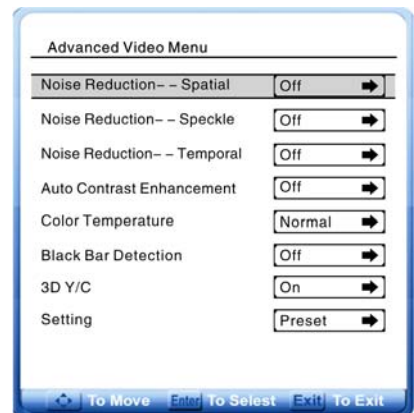 Advanced Video Menu
Noise Reduction– – Spatial Off
Noise Reduction– – Speckle Off
Noise Reduction– – Temporal Off
Auto Contrast Enhancement Off
Color Temperature Normal
Black Bar Detection Off
3D Y/C On
Setting Preset
To Move Enter To Selest Exit To Exit